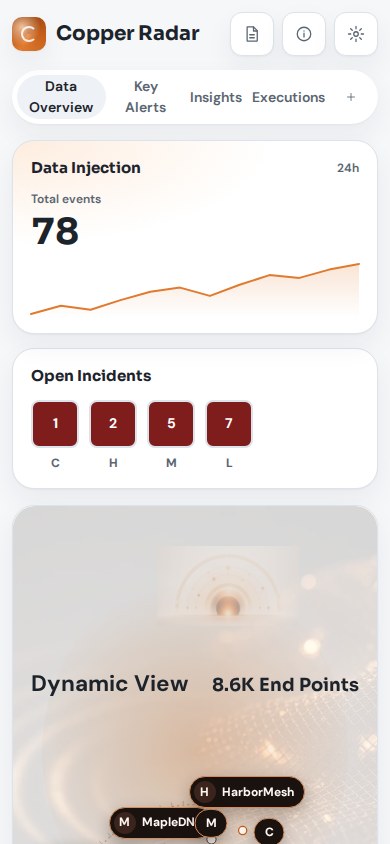 C Copper Radar
Data
Overview
Key
Alerts
Insights
Executions
+
Data Injection
24h
Total events
78
Open Incidents
1 2 5 7
C H M L
Dynamic View
8.6K End Points
H HarborMesh
M MapleDN
M
C